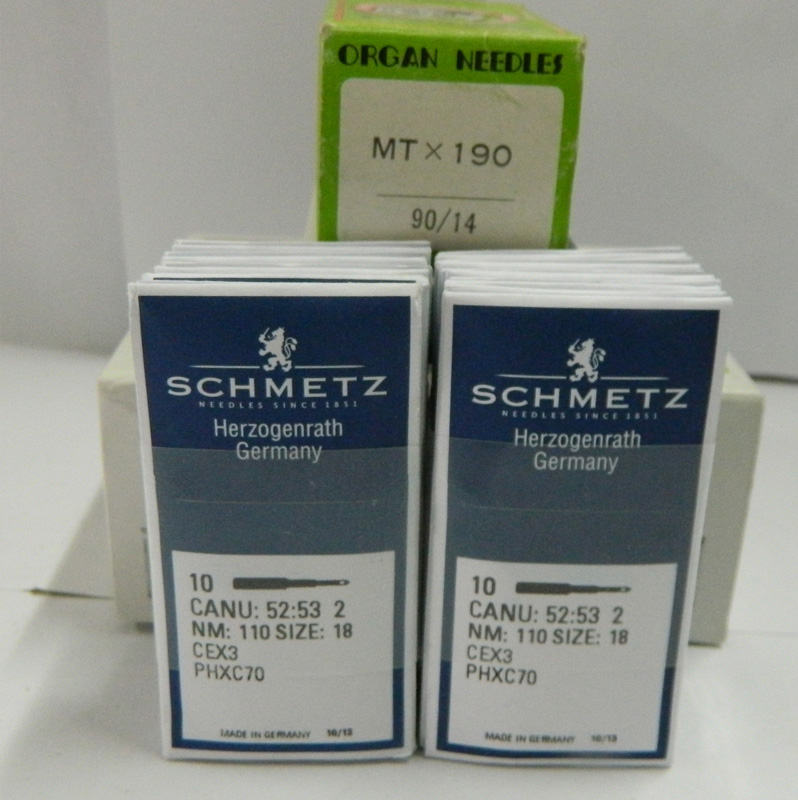 ORGAN NEEDLES
MT × 190
90/14
SCHMETZ
NEEDLES SINCE 1851
Herzogenrath
Germany
10
CANU: 52:53 2
NM: 110 SIZE: 18
CEX3
PHXC70
MADE IN GERMANY 10/13
SCHMETZ
NEEDLES SINCE 1851
Herzogenrath
Germany
10
CANU: 52:53 2
NM: 110 SIZE: 18
CEX3
PHXC70
MADE IN GERMANY 10/13